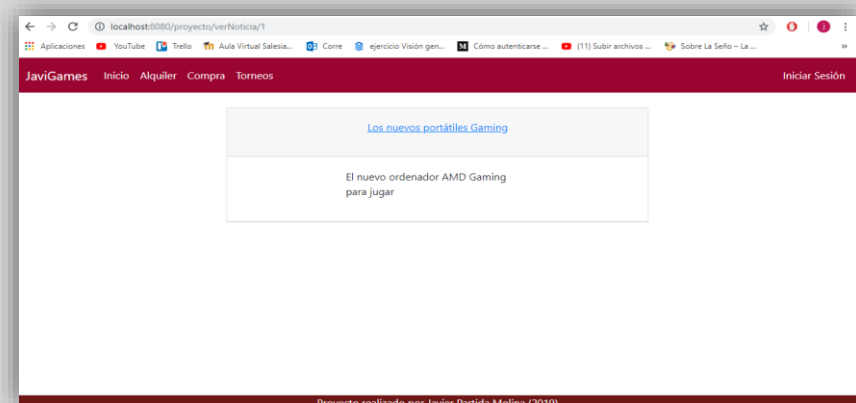 localhost:8080/proyecto/verNoticia/1
Aplicaciones YouTube Trello Aula Virtual Salesia... Corre ejercicio Visión gen... Cómo autenticarse ... (11) Subir archivos ... Sobre La Seño – La ... »
JaviGames Inicio Alquiler Compra Torneos Iniciar Sesión
Los nuevos portátiles Gaming
El nuevo ordenador AMD Gaming
para jugar
Proyecto realizado por Javier Partida Molina (2019)